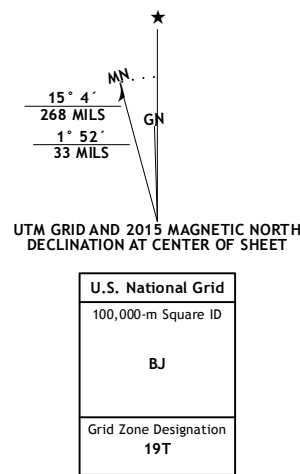 ★
MN
GN
15° 4´
268 MILS
1° 52´
33 MILS
UTM GRID AND 2015 MAGNETIC NORTH
DECLINATION AT CENTER OF SHEET
U.S. National Grid
100,000-m Square ID
BJ
Grid Zone Designation
19T